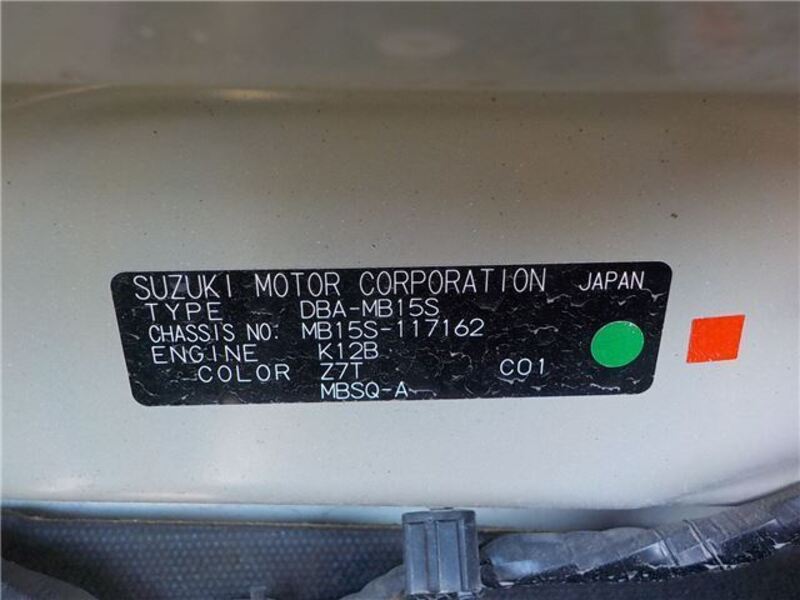 SUZUKI MOTOR CORPORATION JAPAN
TYPE DBA-MB15S
CHASSIS NO. MB15S-117162
ENGINE K12B
COLOR Z7T C01
MBSQ-A